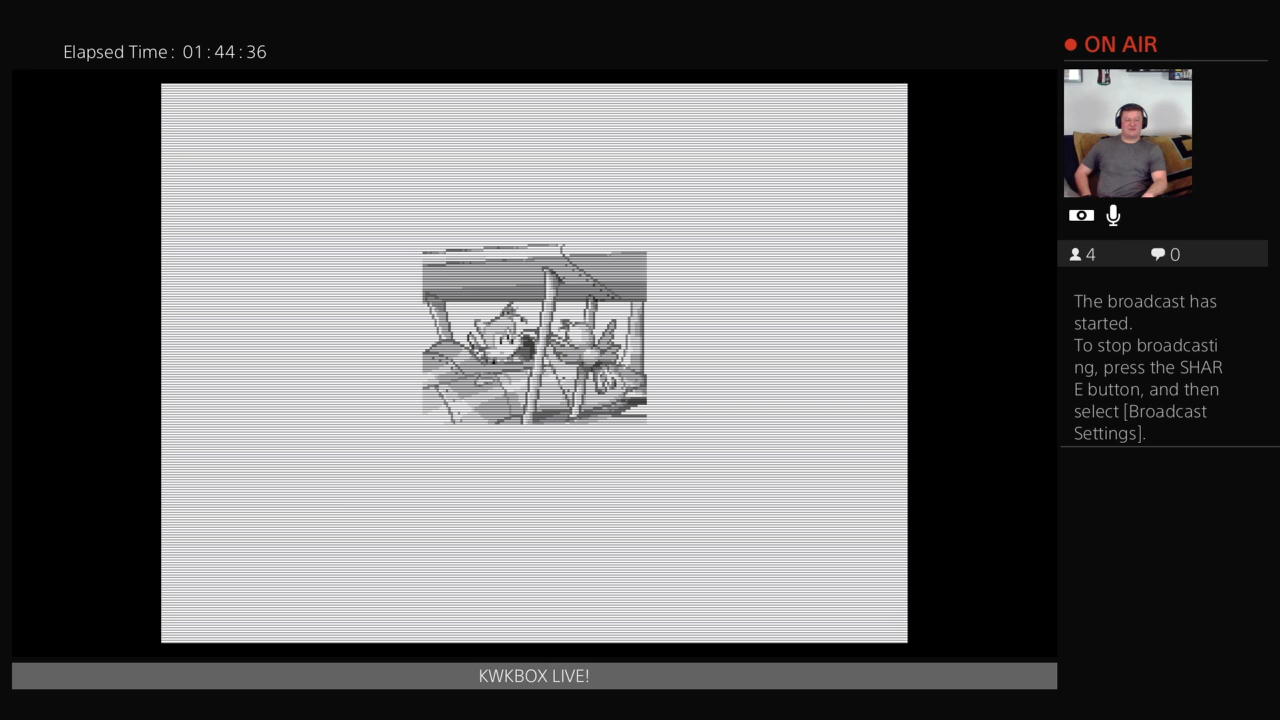 Elapsed Time: 01:44:36
ON AIR
4
0
The broadcast has
started.
To stop broadcasti
ng, press the SHAR
E button, and then
select [Broadcast
Settings].
KWKBOX LIVE!